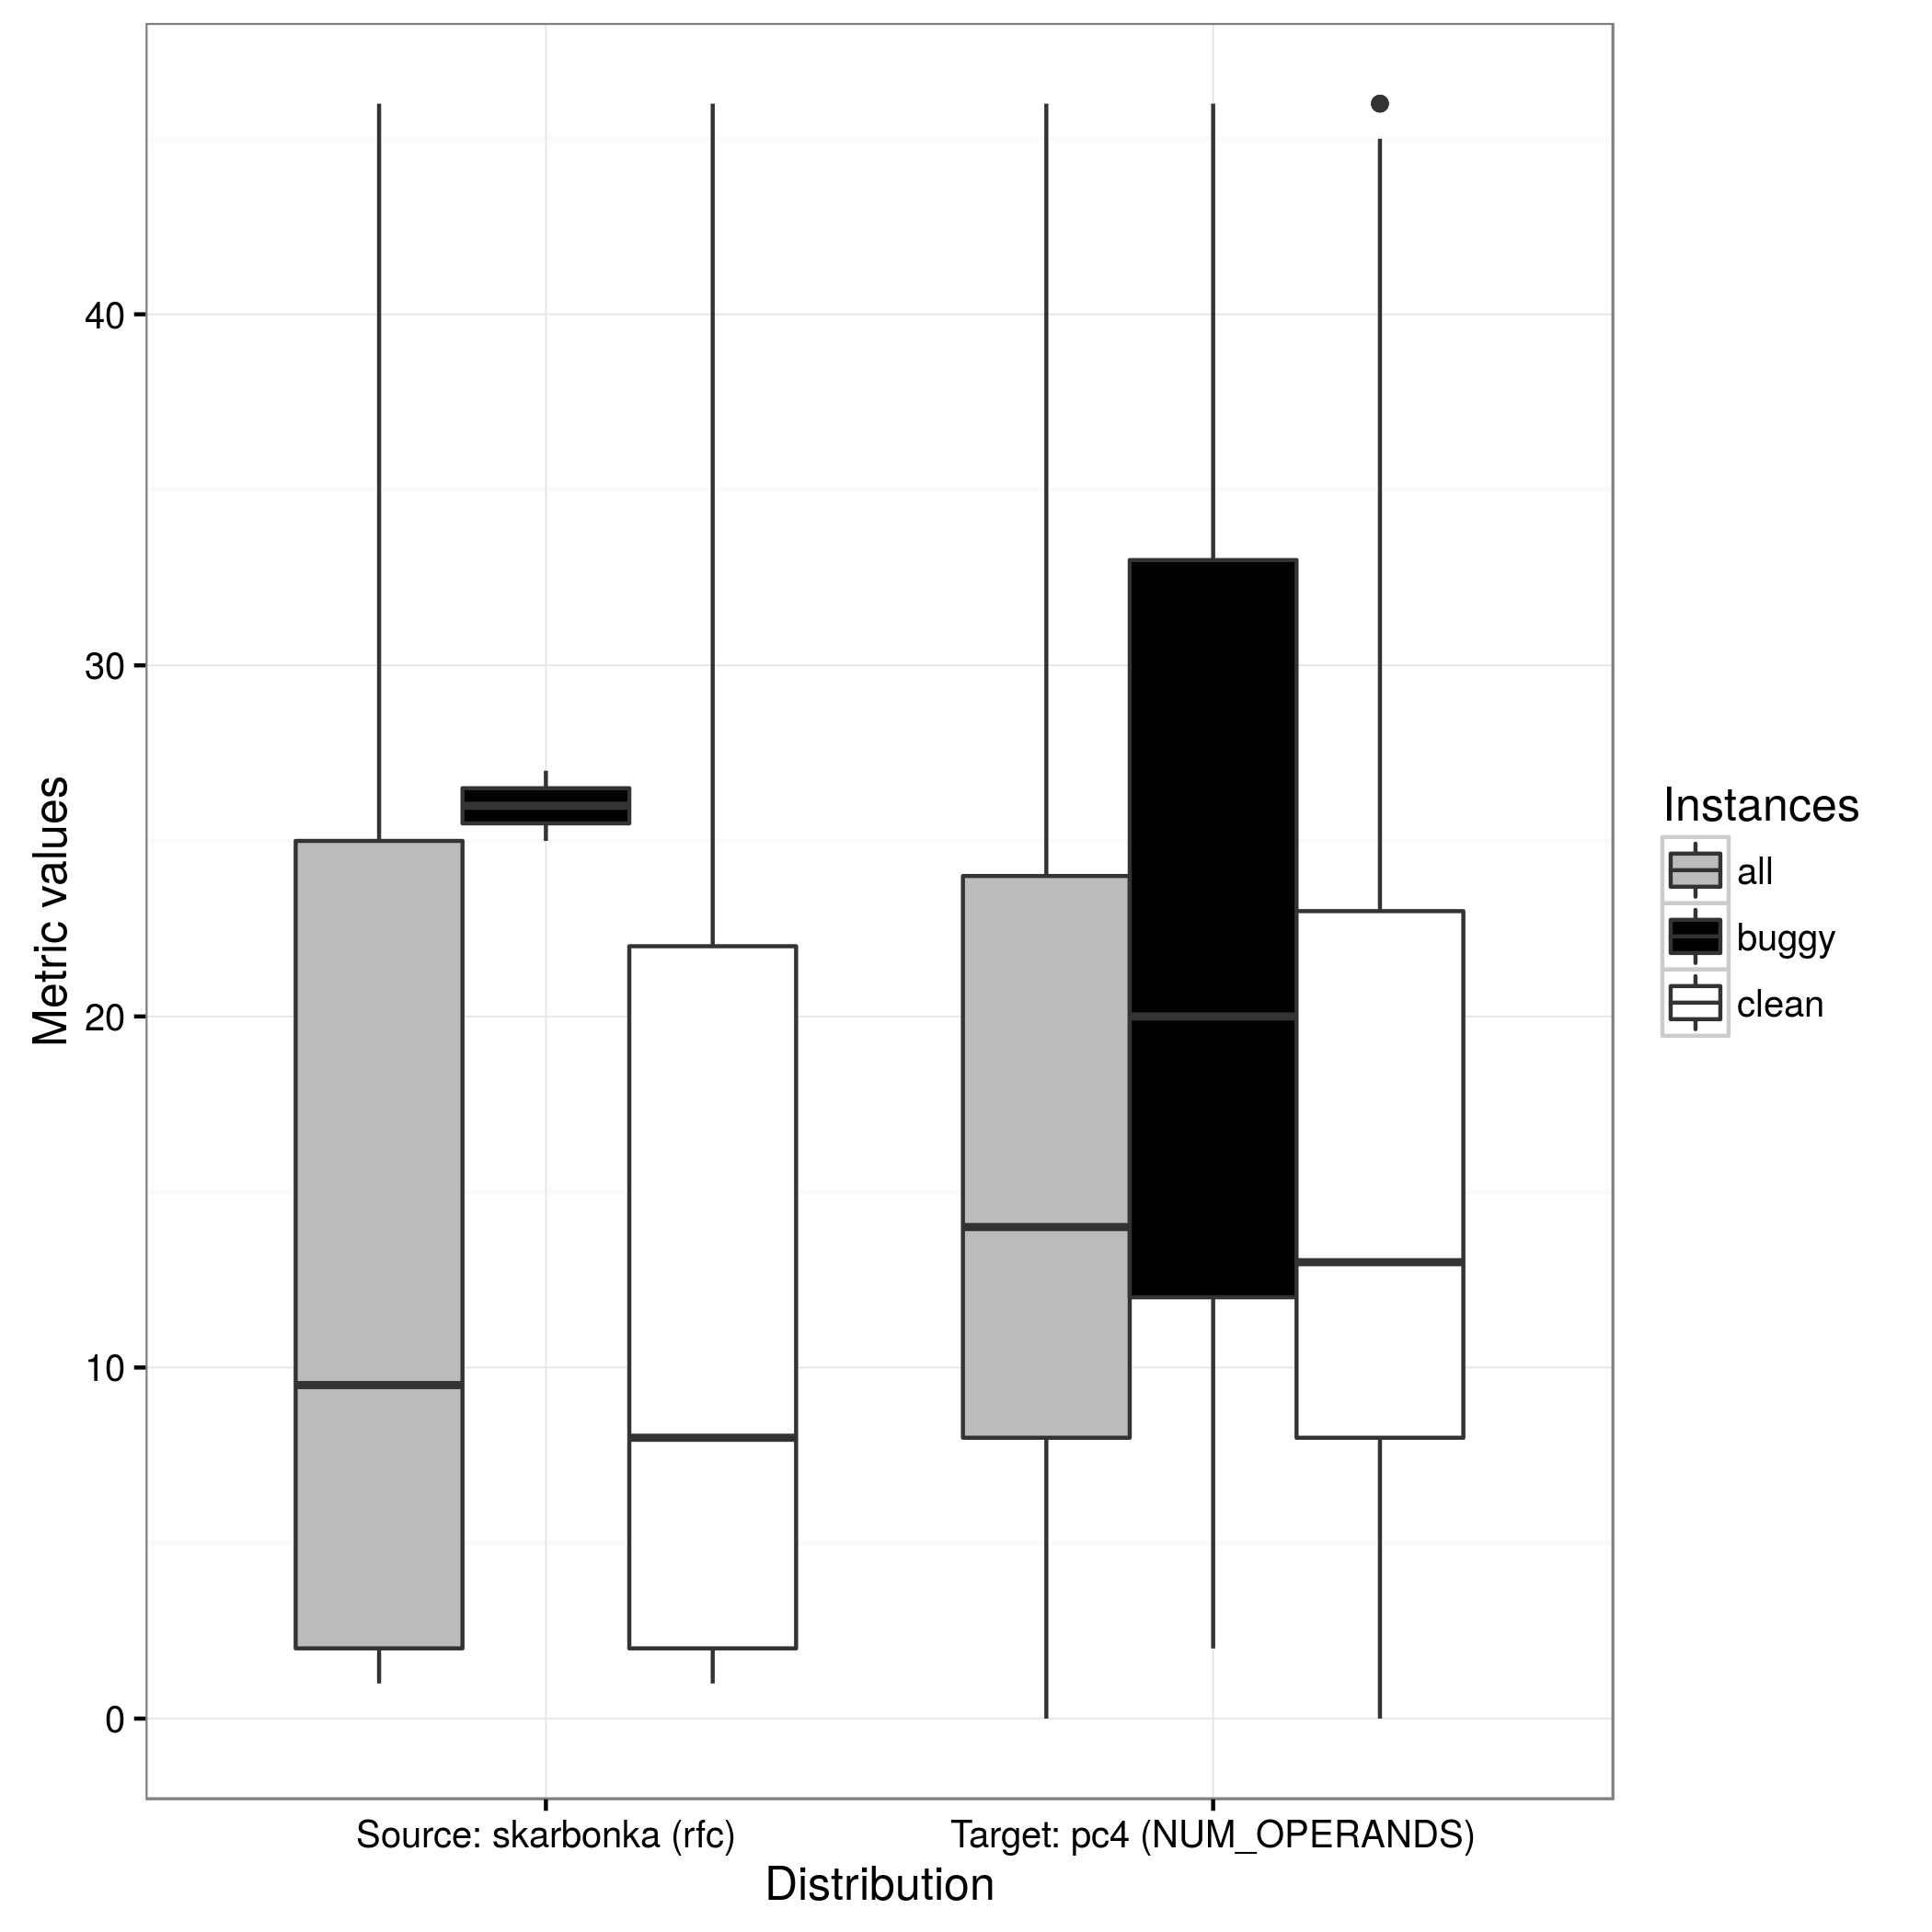 40
30
20
10
0
Metric values
Source: skarbonka (rfc)
Target: pc4 (NUM_OPERANDS)
Distribution
Instances
all
buggy
clean